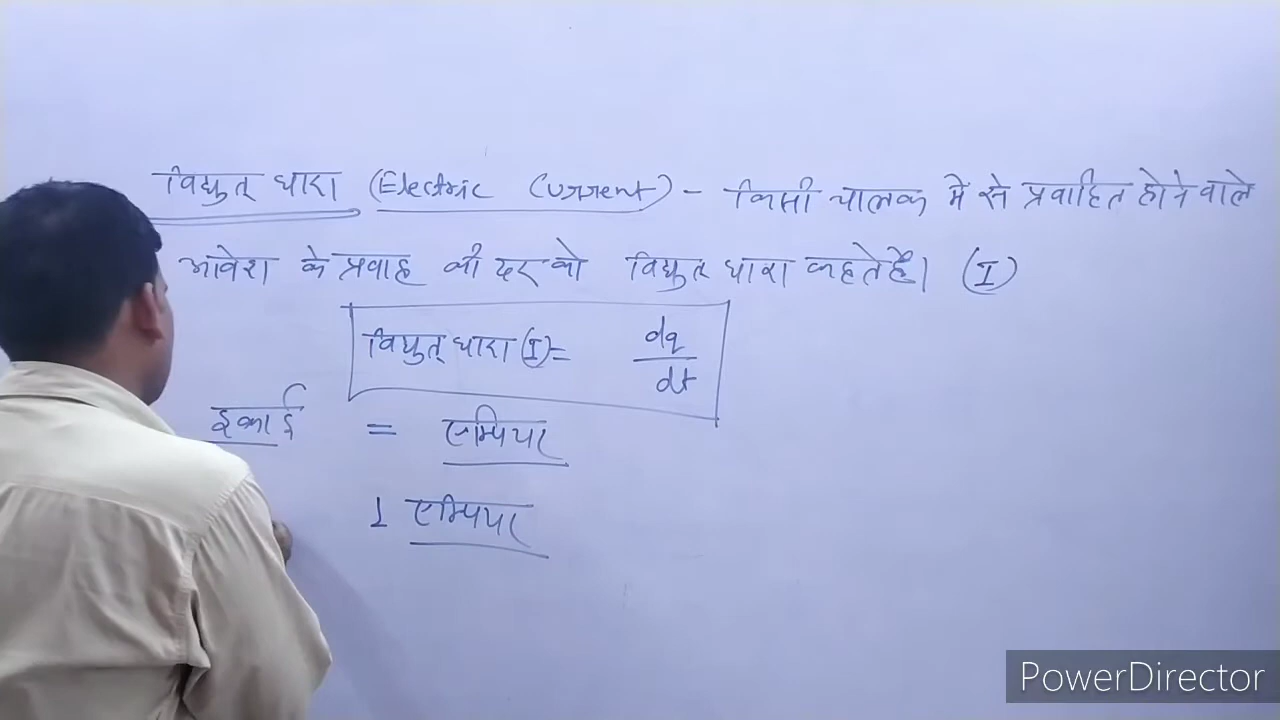 विद्युत् धारा (Electric Current) - किसी चालक में से प्रवाहित होने वाले
आवेश के प्रवाह की दर को विद्युत धारा कहते हैं। (I)
विद्युत् धारा (I) = dq/dt
इकाई = एम्पियर
1 एम्पियर
PowerDirector